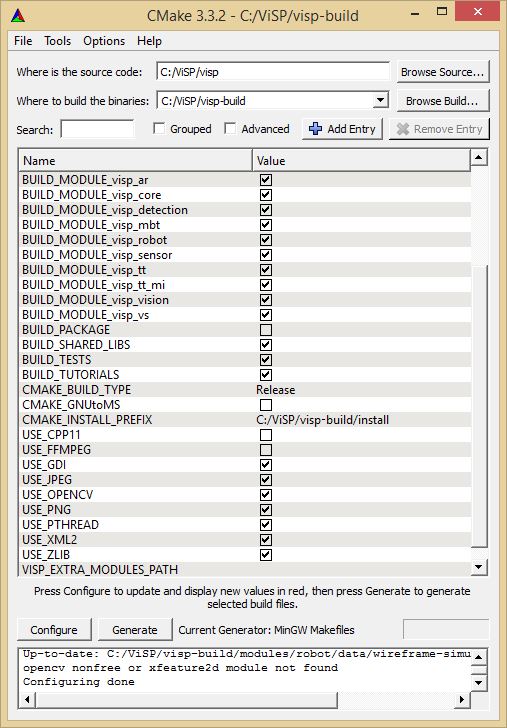 CMake 3.3.2 - C:/ViSP/visp-build
File Tools Options Help
Where is the source code: C:/ViSP/visp Browse Source...
Where to build the binaries: C:/ViSP/visp-build Browse Build...
Search: Grouped Advanced Add Entry Remove Entry
Name Value
BUILD_MODULE_visp_ar
BUILD_MODULE_visp_core
BUILD_MODULE_visp_detection
BUILD_MODULE_visp_mbt
BUILD_MODULE_visp_robot
BUILD_MODULE_visp_sensor
BUILD_MODULE_visp_tt
BUILD_MODULE_visp_tt_mi
BUILD_MODULE_visp_vision
BUILD_MODULE_visp_vs
BUILD_PACKAGE
BUILD_SHARED_LIBS
BUILD_TESTS
BUILD_TUTORIALS
CMAKE_BUILD_TYPE Release
CMAKE_GNUtoMS
CMAKE_INSTALL_PREFIX C:/ViSP/visp-build/install
USE_CPP11
USE_FFMPEG
USE_GDI
USE_JPEG
USE_OPENCV
USE_PNG
USE_PTHREAD
USE_XML2
USE_ZLIB
VISP_EXTRA_MODULES_PATH
Press Configure to update and display new values in red, then press Generate to generate
selected build files.
Configure Generate Current Generator: MinGW Makefiles
Up-to-date: C:/ViSP/visp-build/modules/robot/data/wireframe-simu
opencv nonfree or xfeature2d module not found
Configuring done